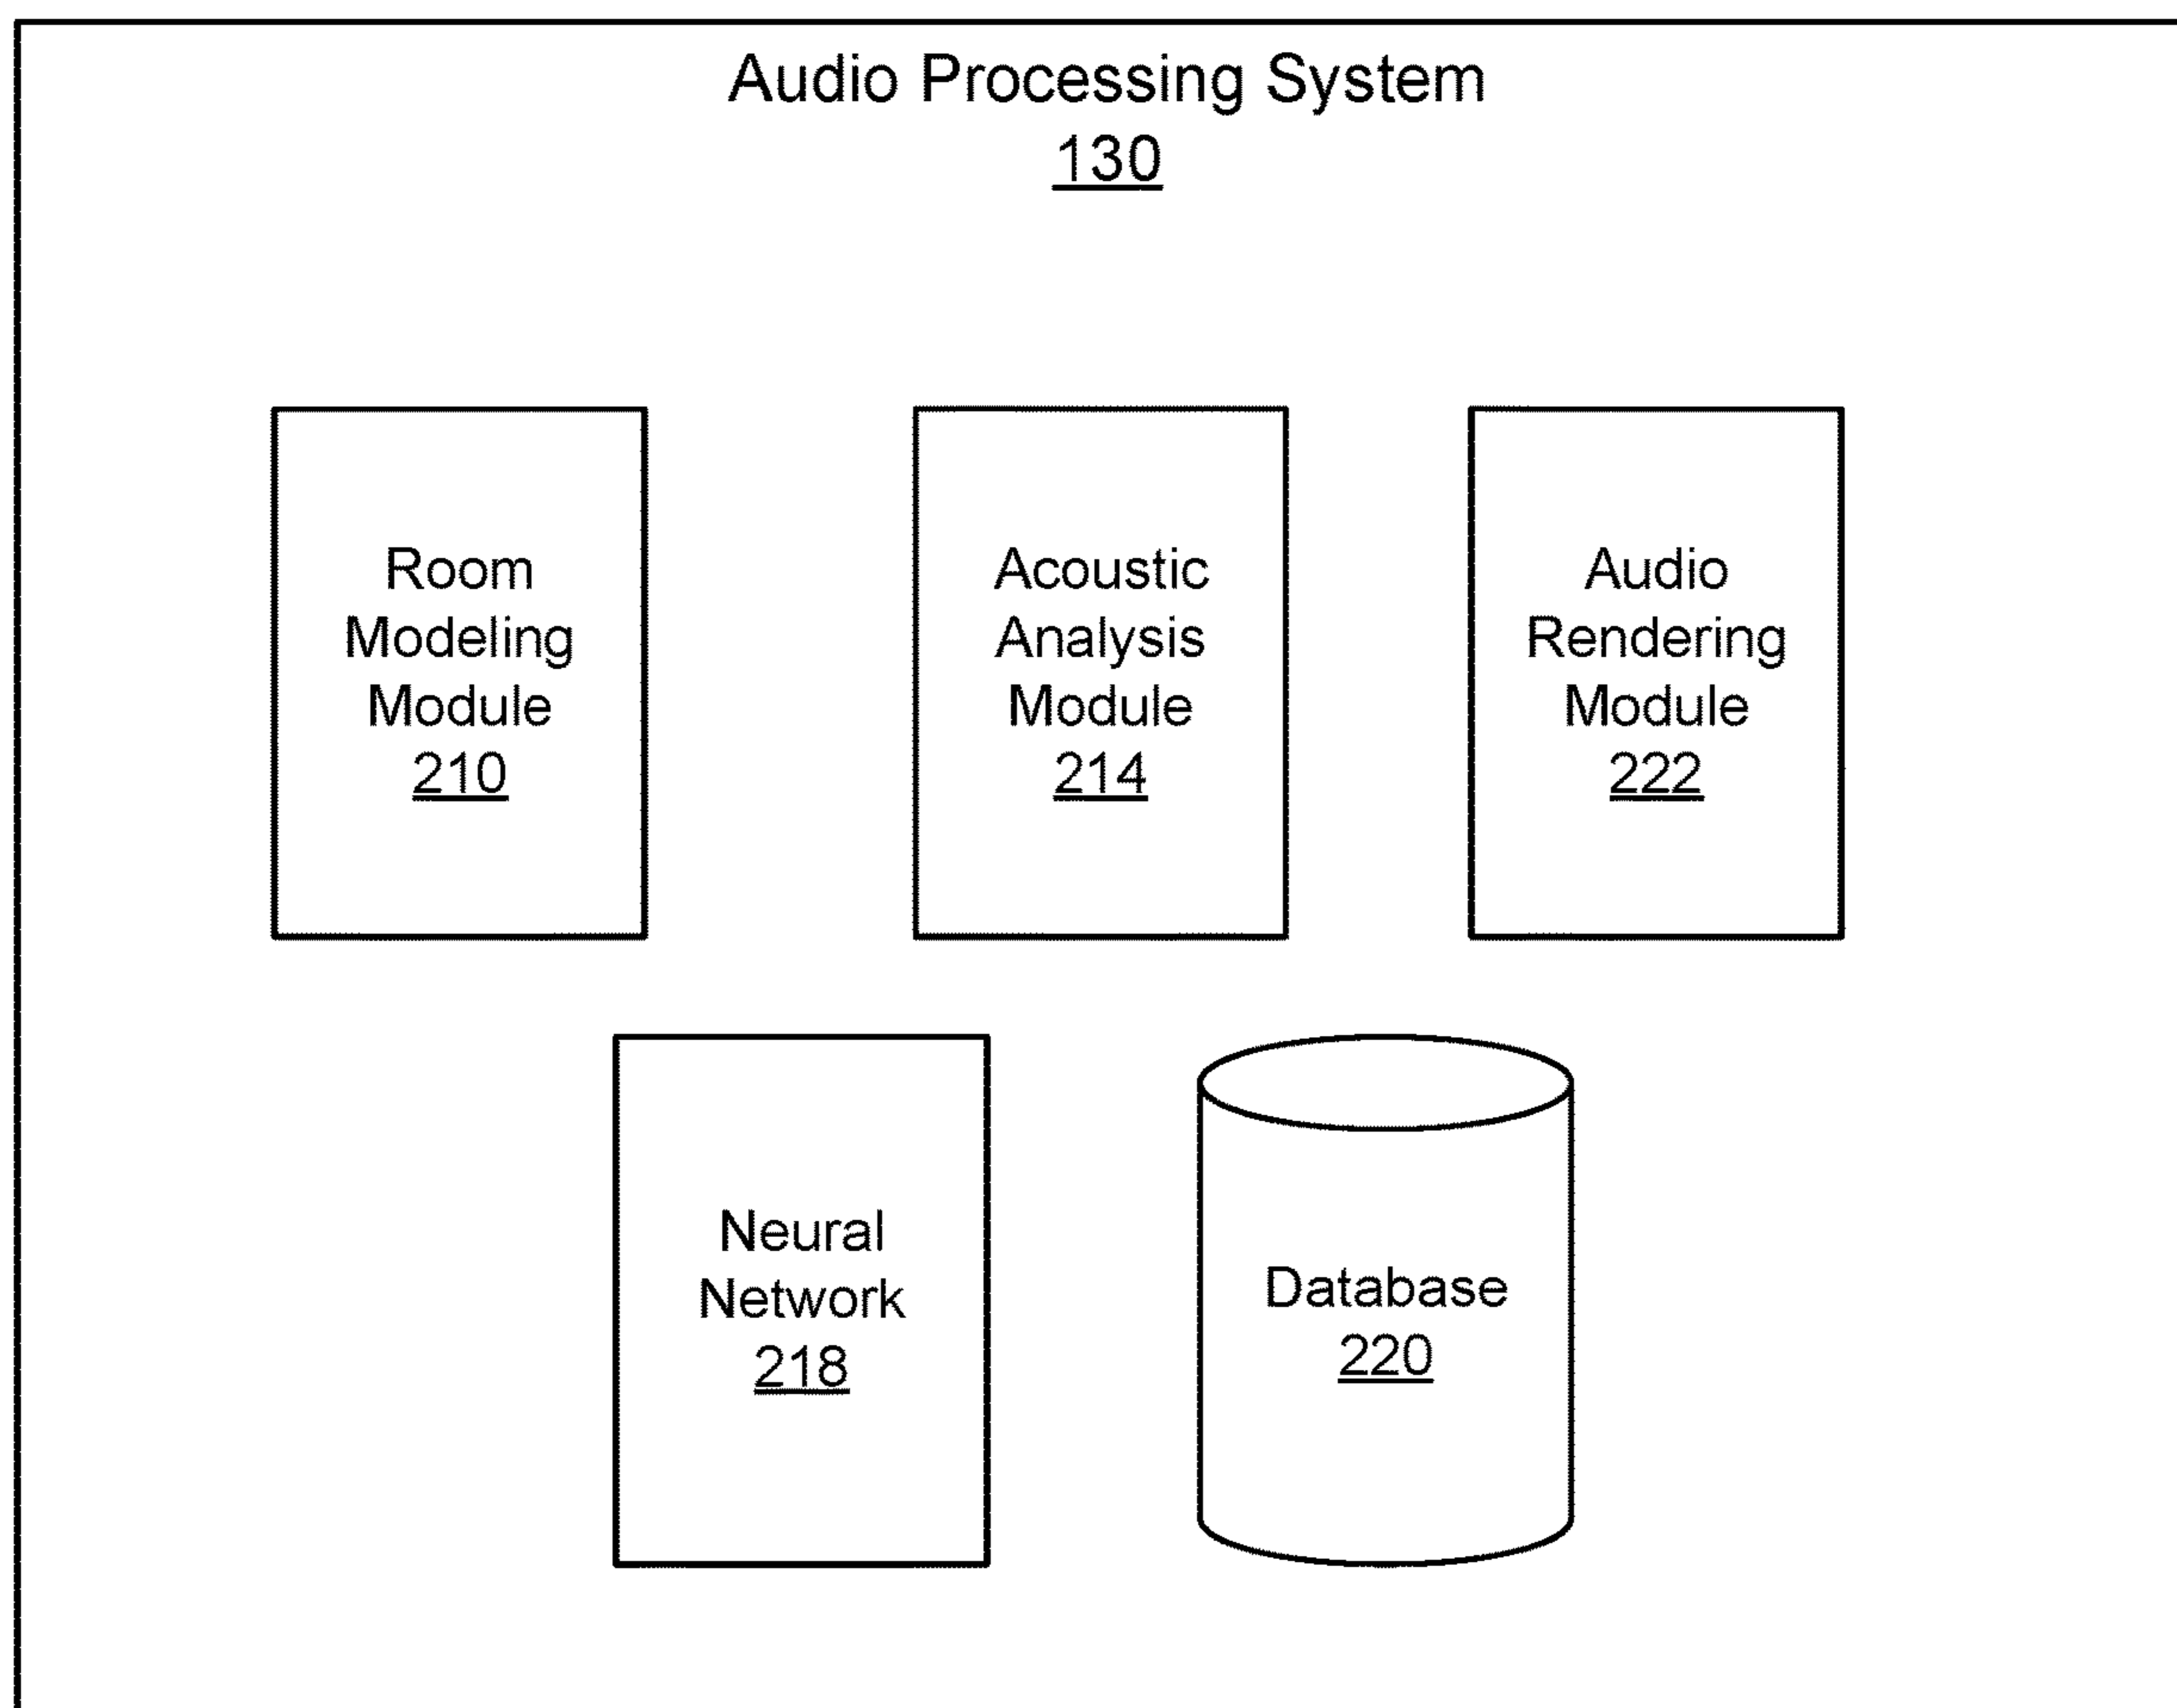 Audio Processing System
130
Room
Modeling
Module
210
Acoustic
Analysis
Module
214
Audio
Rendering
Module
222
Neural
Network
218
Database
220